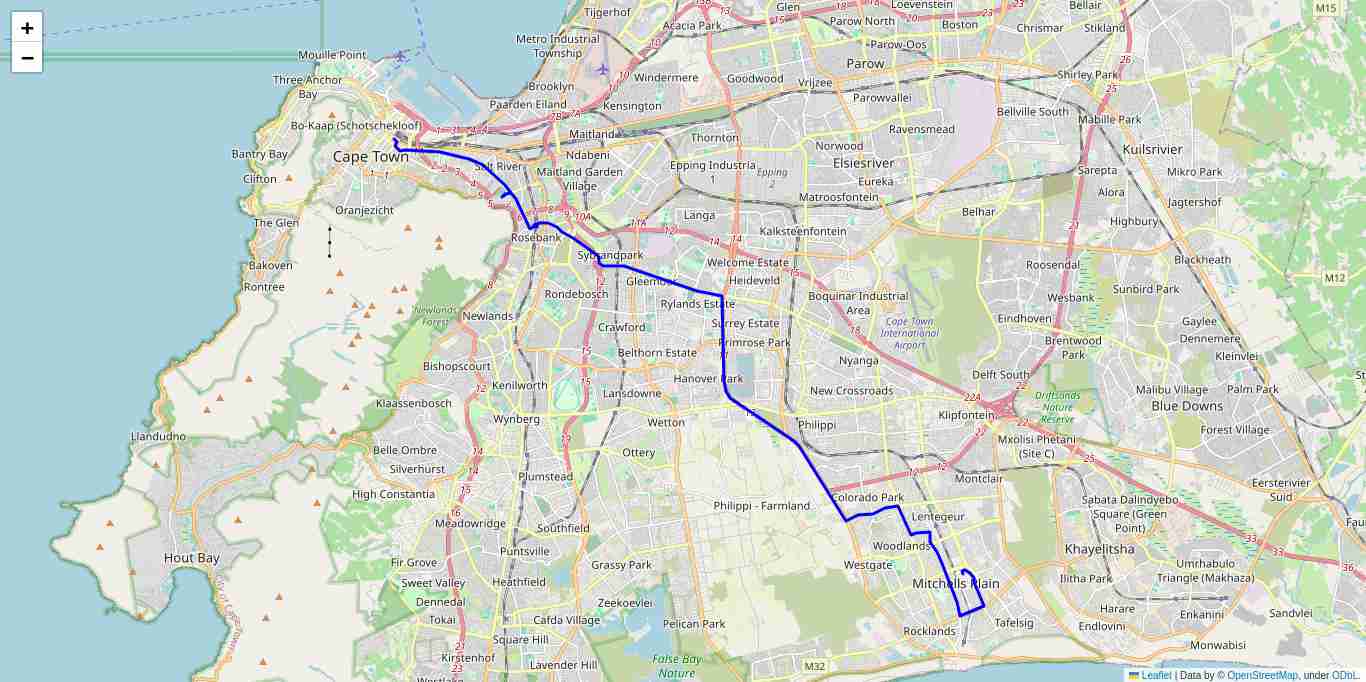 +
−
Tijgerhof
Glen
Loevenstein
Bellair
M15
Acacia Park
Parow North
Boston
Chrismar
Stikland
Metro Industrial
Township
Parow-Oos
Mouille Point
Parow
Windermere
Goodwood
Vrijzee
Shirley Park
Three Anchor
Bay
Brooklyn
Paarden Eiland
Kensington
Parowvallei
Bellville South
Mabille Park
Bo-Kaap (Schotschekloof)
Maitland
Thornton
Ravensmead
Cape Town
Bantry Bay
Ndabeni
Norwood
Kuilsrivier
Clifton
Salt River
Maitland Garden
Village
Epping Industria
1
Epping
2
Elsiesrivier
Eureka
Sarepta
Mikro Park
Matroosfontein
Alora
Jagtershof
Oranjezicht
Langa
Belhar
Highbury
The Glen
Kalksteenfontein
Rosebank
Bakoven
Sybrandpark
Welcome Estate
Roosendal
Blackheath
M12
Rontree
Gleemoor
Heideveld
Rondebosch
Rylands Estate
Boquinar Industrial
Area
Wesbank
Sunbird Park
Newlands
Forest
Newlands
Crawford
Surrey Estate
Cape Town
International
Airport
Eindhoven
Gaylee
Dennemere
Primrose Park
Brentwood
Park
Belthorn Estate
Kleinvlei
Bishopscourt
Nyanga
Delft South
Kenilworth
Hanover Park
New Crossroads
Malibu Village
Palm Park
Lansdowne
Driftsands
Nature
Reserve
Blue Downs
Klaassenbosch
Wynberg
Wetton
Klipfontein
Philippi
Forest Village
Llandudno
Belle Ombre
Ottery
Mxolisi Phetani
(Site C)
Silverhurst
Plumstead
Montclair
Eerstervier
Suid
High Constantia
Colorado Park
Sabata Dalindyebo
Square (Green
Point)
Philippi - Farmland
Meadowridge
Southfield
Lentegeur
Hout Bay
Puntsville
Woodlands
Khayelitsha
Fir Grove
Grassy Park
Westgate
Umrhabulo
Triangle (Makhaza)
Sweet Valley
Heathfield
Mitchells Plain
Ilitha Park
Dennedal
Zeekoevlei
Harare
Enkanini
Sandvlei
Tokai
Cafda Village
Pelican Park
Rocklands
Tafelsig
Endlovini
Square Hill
Monwabisi
Kirstenhof
Lavender Hill
False Bay
Nature
M32
Leaflet | Data by © OpenStreetMap, under ODbL.